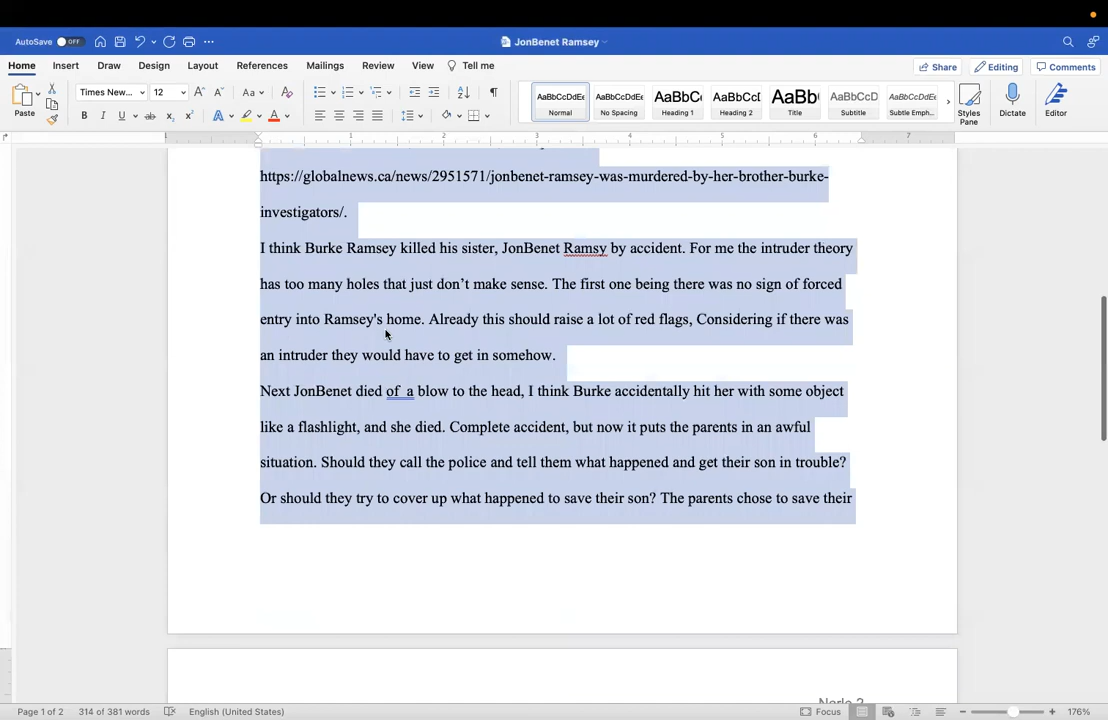 AutoSave OFF
JonBenet Ramsey
Home Insert Draw Design Layout References Mailings Review View Tell me
Share Editing Comments
Paste
Times New... 12
AaBbCcDdEe AaBbCcDdEe AaBbC AaBbCcD AaBb( AaBbCcDd AaBbCcDdEe
Normal No Spacing Heading 1 Heading 2 Title Subtitle Subtle Emph...
Styles Pane
Dictate
Editor
1 1 2 3 4 5 6 7
https://globalnews.ca/news/2951571/jonbenet-ramsey-was-murdered-by-her-brother-burke-
investigators/.
I think Burke Ramsey killed his sister, JonBenet Ramsy by accident. For me the intruder theory
has too many holes that just don’t make sense. The first one being there was no sign of forced
entry into Ramsey's home. Already this should raise a lot of red flags, Considering if there was
an intruder they would have to get in somehow.
Next JonBenet died of  a blow to the head, I think Burke accidentally hit her with some object
like a flashlight, and she died. Complete accident, but now it puts the parents in an awful
situation. Should they call the police and tell them what happened and get their son in trouble?
Or should they try to cover up what happened to save their son? The parents chose to save their
Page 1 of 2 314 of 381 words English (United States) Focus 176%